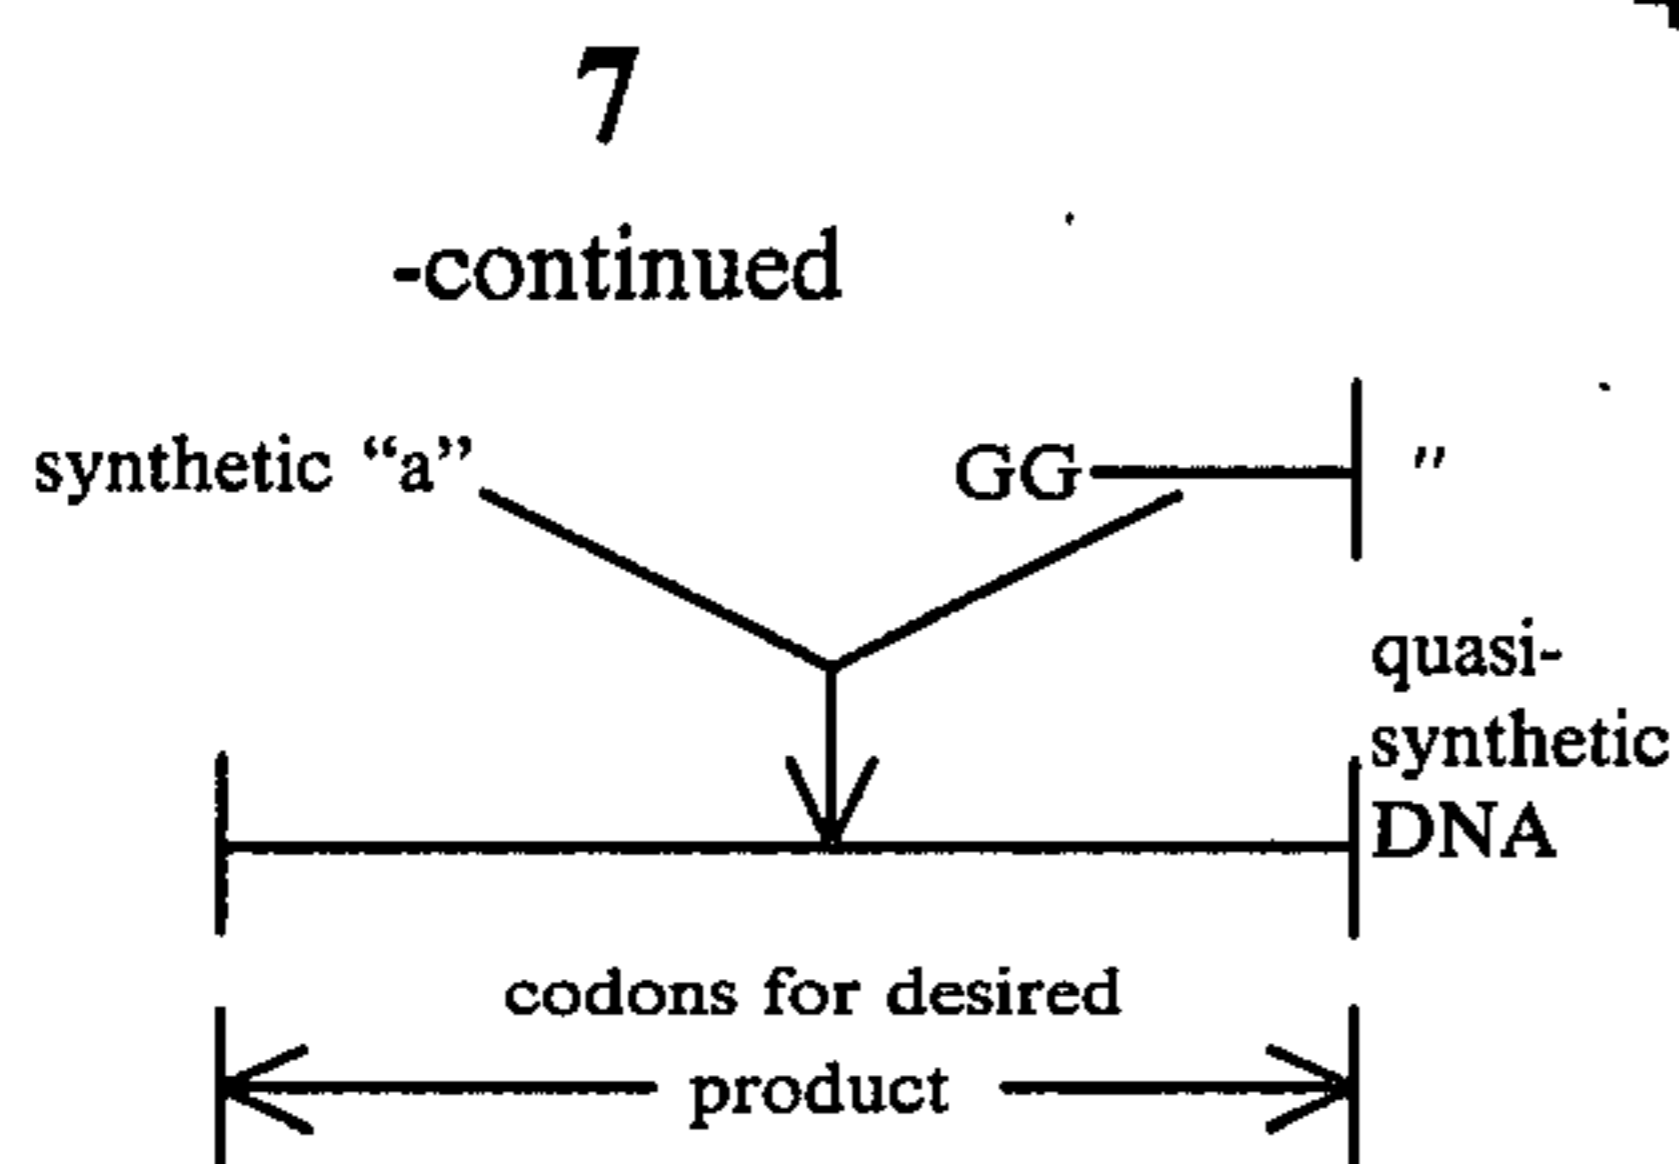 7
-continued
synthetic “a” GG "
quasi-
synthetic
DNA
codons for desired
product